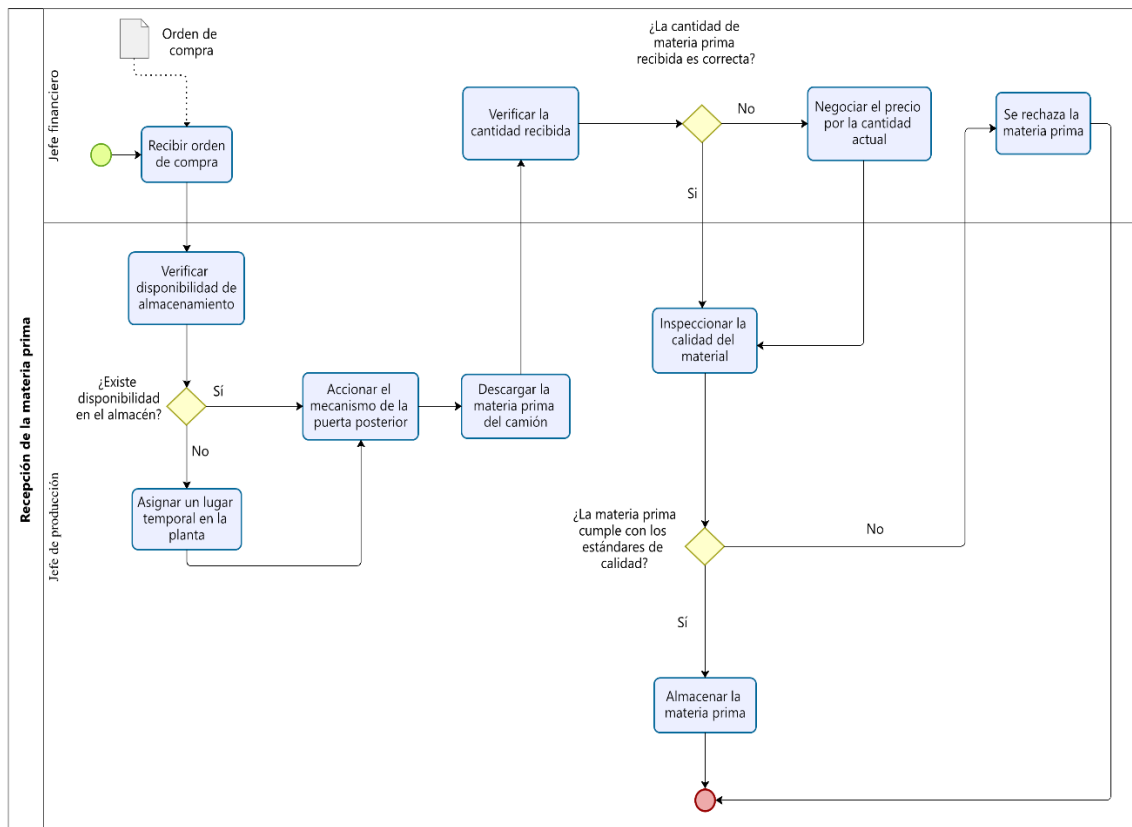 Recepción de la materia prima
Jefe financiero
Orden de
compra
Recibir orden
de compra
Verificar la
cantidad recibida
¿La cantidad de
materia prima
recibida es correcta?
No
Si
Negociar el precio
por la cantidad
actual
Se rechaza la
materia prima
Jefe de producción
Verificar
disponibilidad de
almacenamiento
¿Existe
disponibilidad
en el almacén?
Sí
No
Asignar un lugar
temporal en la
planta
Accionar el
mecanismo de la
puerta posterior
Descargar la
materia prima
del camión
Inspeccionar la
calidad del
material
¿La materia prima
cumple con los
estándares de
calidad?
No
Sí
Almacenar la
materia prima